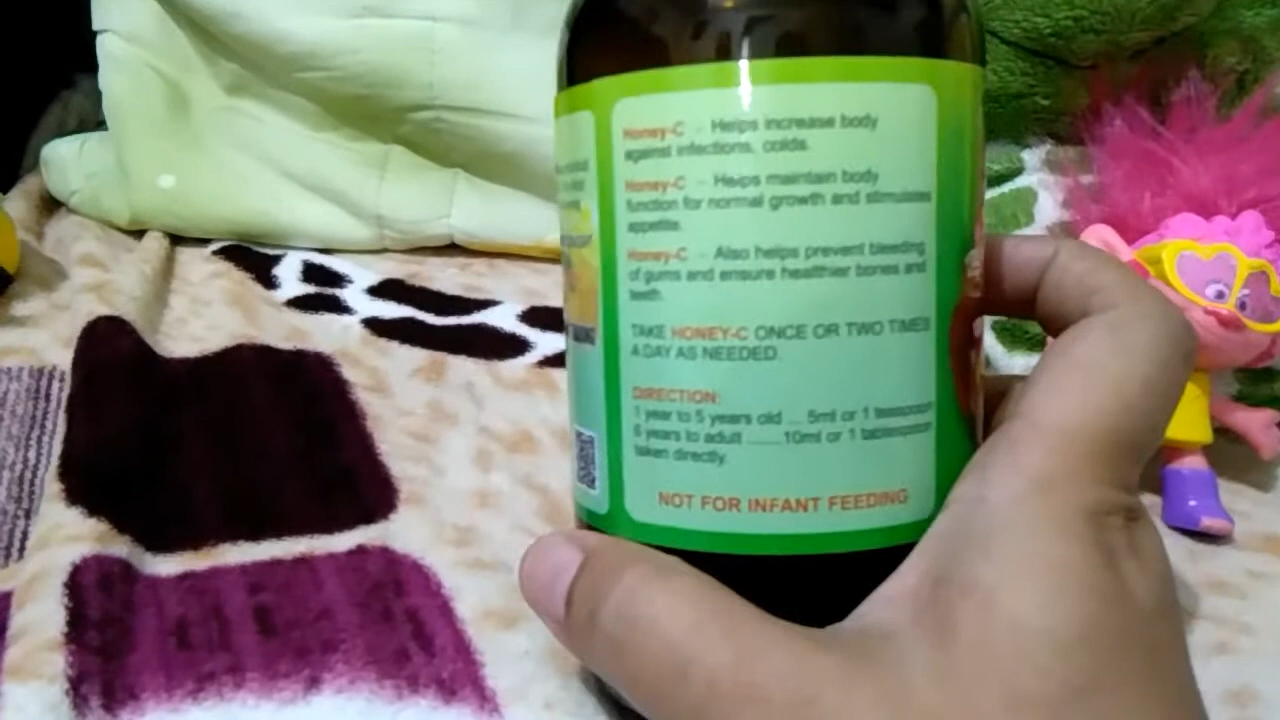 Honey-C - Helps increase body
against infections, colds.
Honey-C - Helps maintain body
function for normal growth and stimulates
appetite.
Honey-C - Also helps prevent bleeding
of gums and ensure healthier bones and
teeth.
TAKE HONEY-C ONCE OR TWO TIMES
A DAY AS NEEDED.
DIRECTION:
1 year to 5 years old ... 5ml or 1 teaspoon
6 years to adult ........10ml or 1 tablespoon
taken directly.
NOT FOR INFANT FEEDING